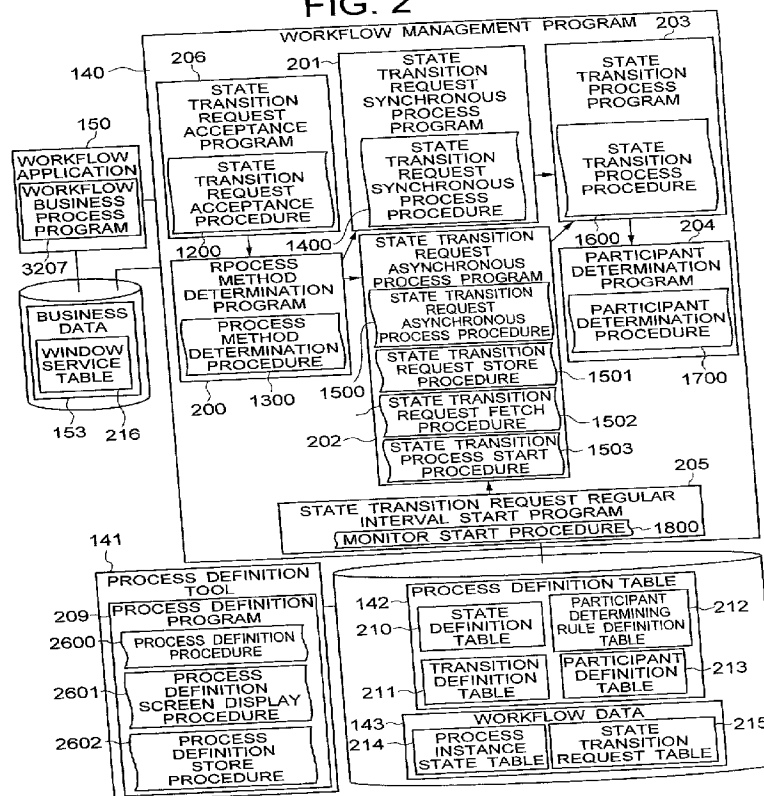 FIG. 2
WORKFLOW MANAGEMENT PROGRAM
140
206
STATE
TRANSITION
REQUEST
ACCEPTANCE
PROGRAM
STATE
TRANSITION
REQUEST
ACCEPTANCE
PROCEDURE
1200
201
STATE
TRANSITION
REQUEST
SYNCHRONOUS
PROCESS
PROGRAM
STATE
TRANSITION
REQUEST
SYNCHRONOUS
PROCESS
PROCEDURE
1400
203
STATE
TRANSITION
PROCESS
PROGRAM
STATE
TRANSITION
PROCESS
PROCEDURE
1600
150
WORKFLOW
APPLICATION
WORKFLOW
BUSINESS
PROCESS
PROGRAM
3207
BUSINESS
DATA
WINDOW
SERVICE
TABLE
153
216
RPOCESS
METHOD
DETERMINATION
PROGRAM
PROCESS
METHOD
DETERMINATION
PROCEDURE
200
1300
STATE TRANSITION
REQUEST
ASYNCHRONOUS
PROCESS PROGRAM
STATE TRANSITION
REQUEST
ASYNCHRONOUS
PROCESS PROCEDURE
1500
STATE TRANSITION
REQUEST STORE
PROCEDURE
1501
STATE TRANSITION
REQUEST FETCH
PROCEDURE
1502
202
STATE TRANSITION
PROCESS START
PROCEDURE
1503
204
PARTICIPANT
DETERMINATION
PROGRAM
PARTICIPANT
DETERMINATION
PROCEDURE
1700
205
STATE TRANSITION REQUEST REGULAR
INTERVAL START PROGRAM
MONITOR START PROCEDURE
1800
141
PROCESS DEFINITION
TOOL
209
PROCESS DEFINITION
PROGRAM
2600
PROCESS DEFINITION
PROCEDURE
2601
PROCESS
DEFINITION
SCREEN DISPLAY
PROCEDURE
2602
PROCESS
DEFINITION
STORE
PROCEDURE
PROCESS DEFINITION TABLE
142
210
STATE
DEFINITION
TABLE
PARTICIPANT
DETERMINING
RULE DEFINITION
TABLE
212
211
TRANSITION
DEFINITION
TABLE
PARTICIPANT
DEFINITION
TABLE
213
143
WORKFLOW DATA
214
PROCESS
INSTANCE
STATE TABLE
STATE
TRANSITION
REQUEST TABLE
215